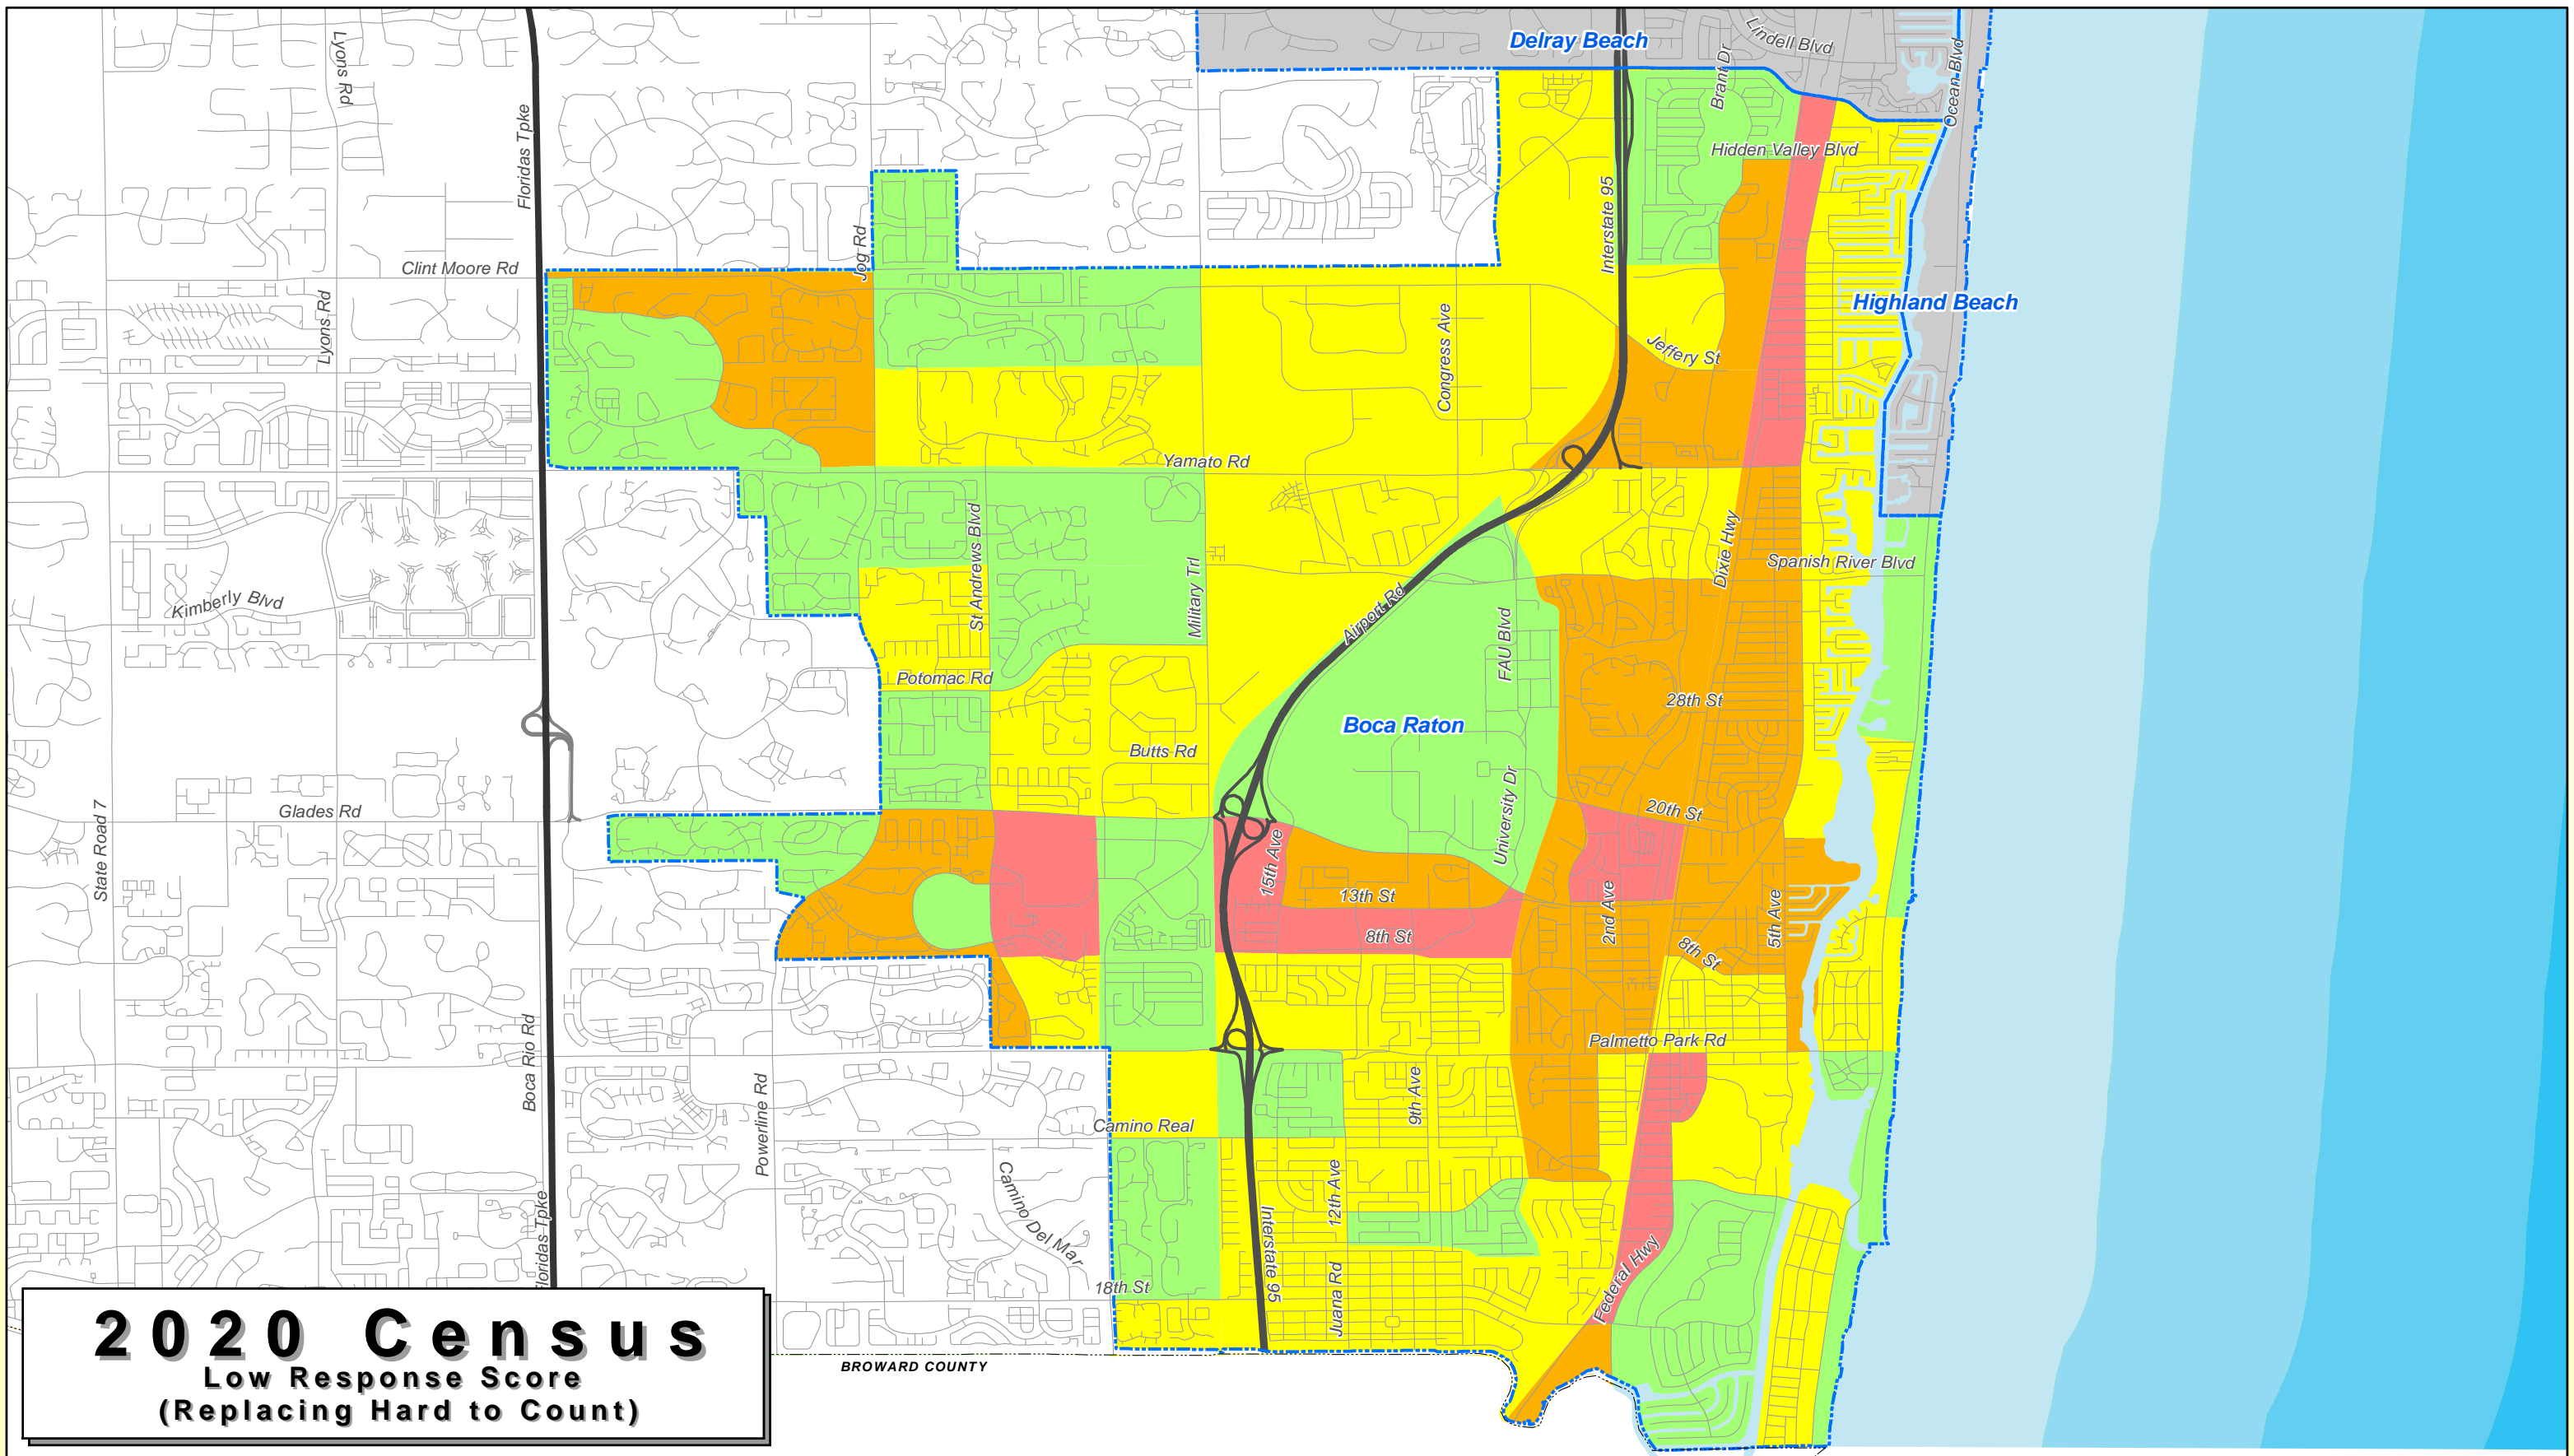 Delray Beach
Lindell Blvd
Lyons Rd
Brant Dr
Ocean Blvd
Floridas Tpke
Hidden Valley Blvd
Interstate 95
Jog Rd
Clint Moore Rd
Highland Beach
Lyons Rd
Congress Ave
Jeffery St
Yamato Rd
St Andrews Blvd
Dixie Hwy
Spanish River Blvd
Military Trl
Kimberly Blvd
Airport Rd
FAU Blvd
Potomac Rd
28th St
Boca Raton
Butts Rd
Glades Rd
University Dr
20th St
State Road 7
15th Ave
13th St
2nd Ave
5th Ave
8th St
8th St
Boca Rio Rd
Palmetto Park Rd
Powerline Rd
9th Ave
Camino Real
Camino Del Mar
12th Ave
Floridas Tpke
Interstate 95
Juana Rd
Federal Hwy
18th St
2020 Census
Low Response Score
(Replacing Hard to Count)
BROWARD COUNTY